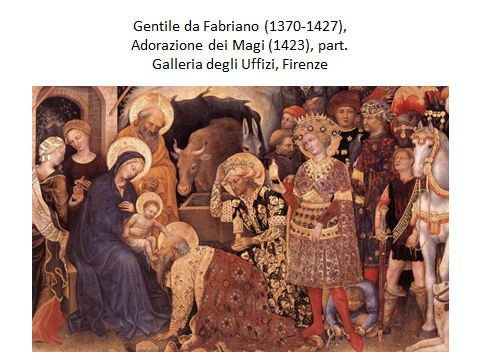 Gentile da Fabriano (1370-1427),
Adorazione dei Magi (1423), part.
Galleria degli Uffizi, Firenze